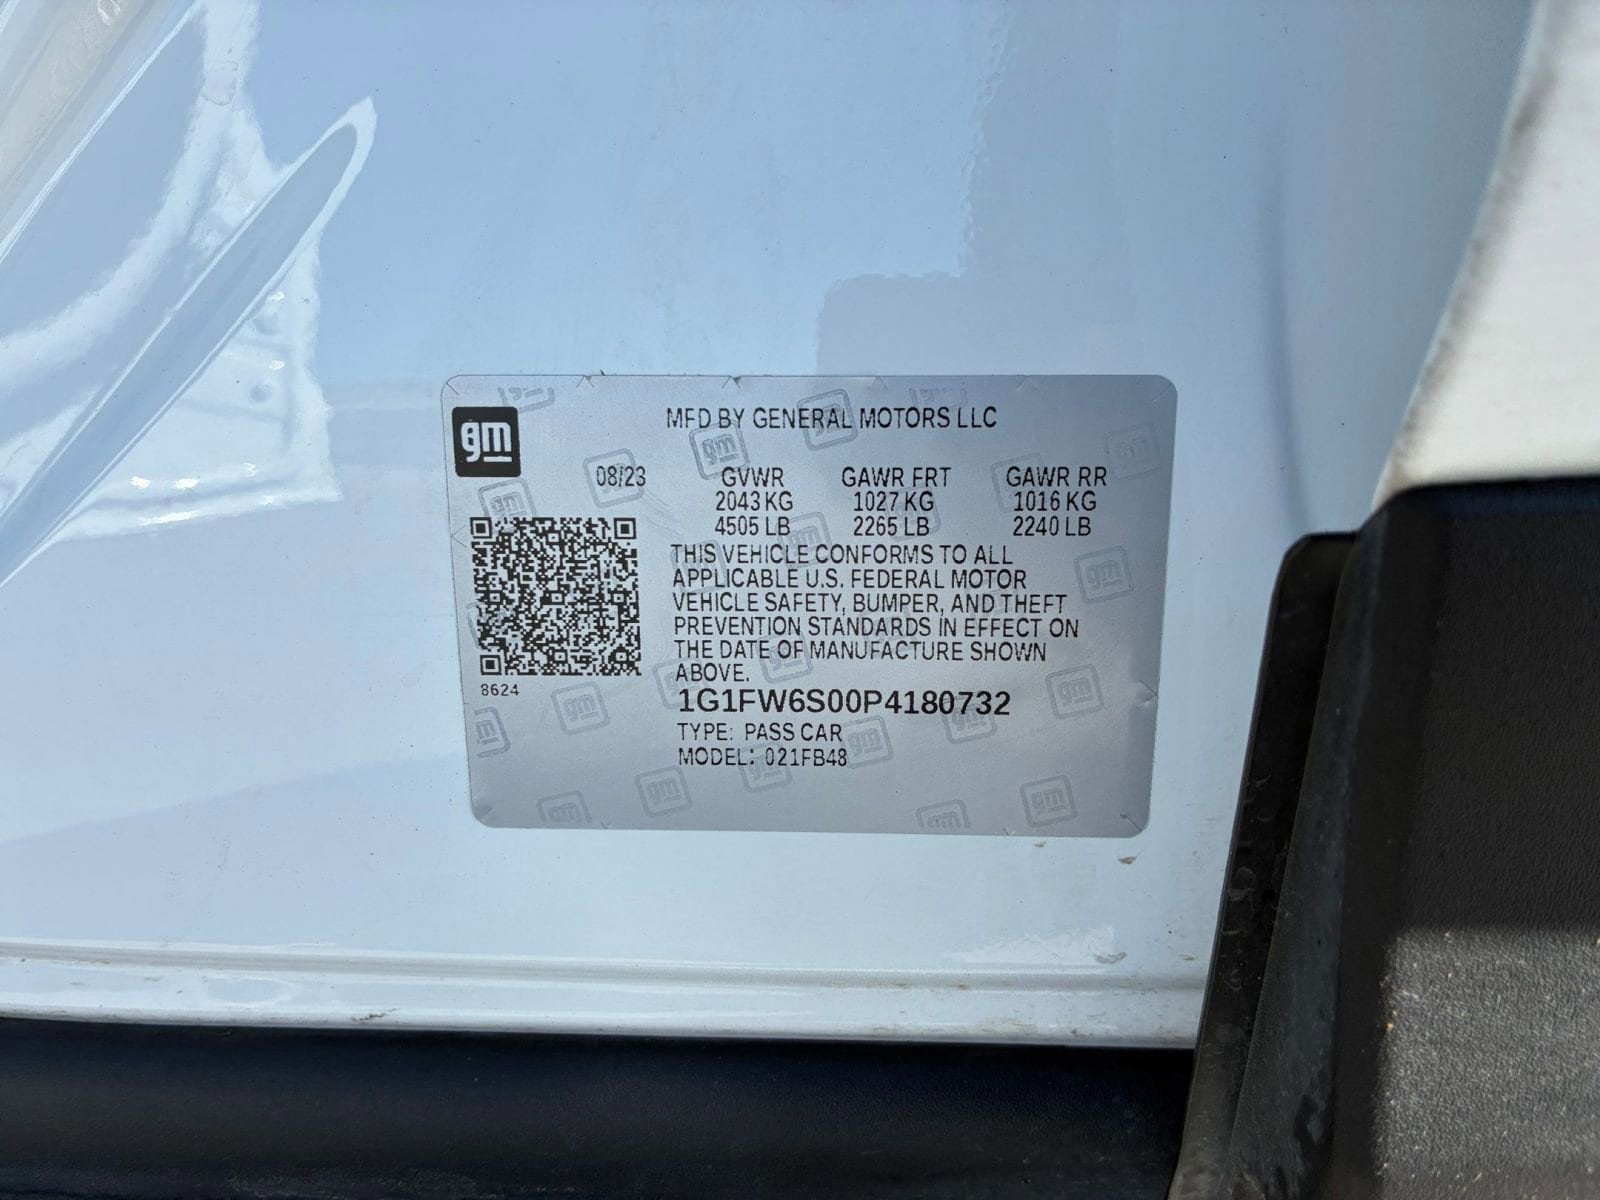 gm
MFD BY GENERAL MOTORS LLC
08/23 GVWR GAWR FRT GAWR RR
2043 KG 1027 KG 1016 KG
4505 LB 2265 LB 2240 LB
THIS VEHICLE CONFORMS TO ALL
APPLICABLE U.S. FEDERAL MOTOR
VEHICLE SAFETY, BUMPER, AND THEFT
PREVENTION STANDARDS IN EFFECT ON
THE DATE OF MANUFACTURE SHOWN
ABOVE.
8624
1G1FW6S00P4180732
TYPE: PASS CAR
MODEL: 021FB48